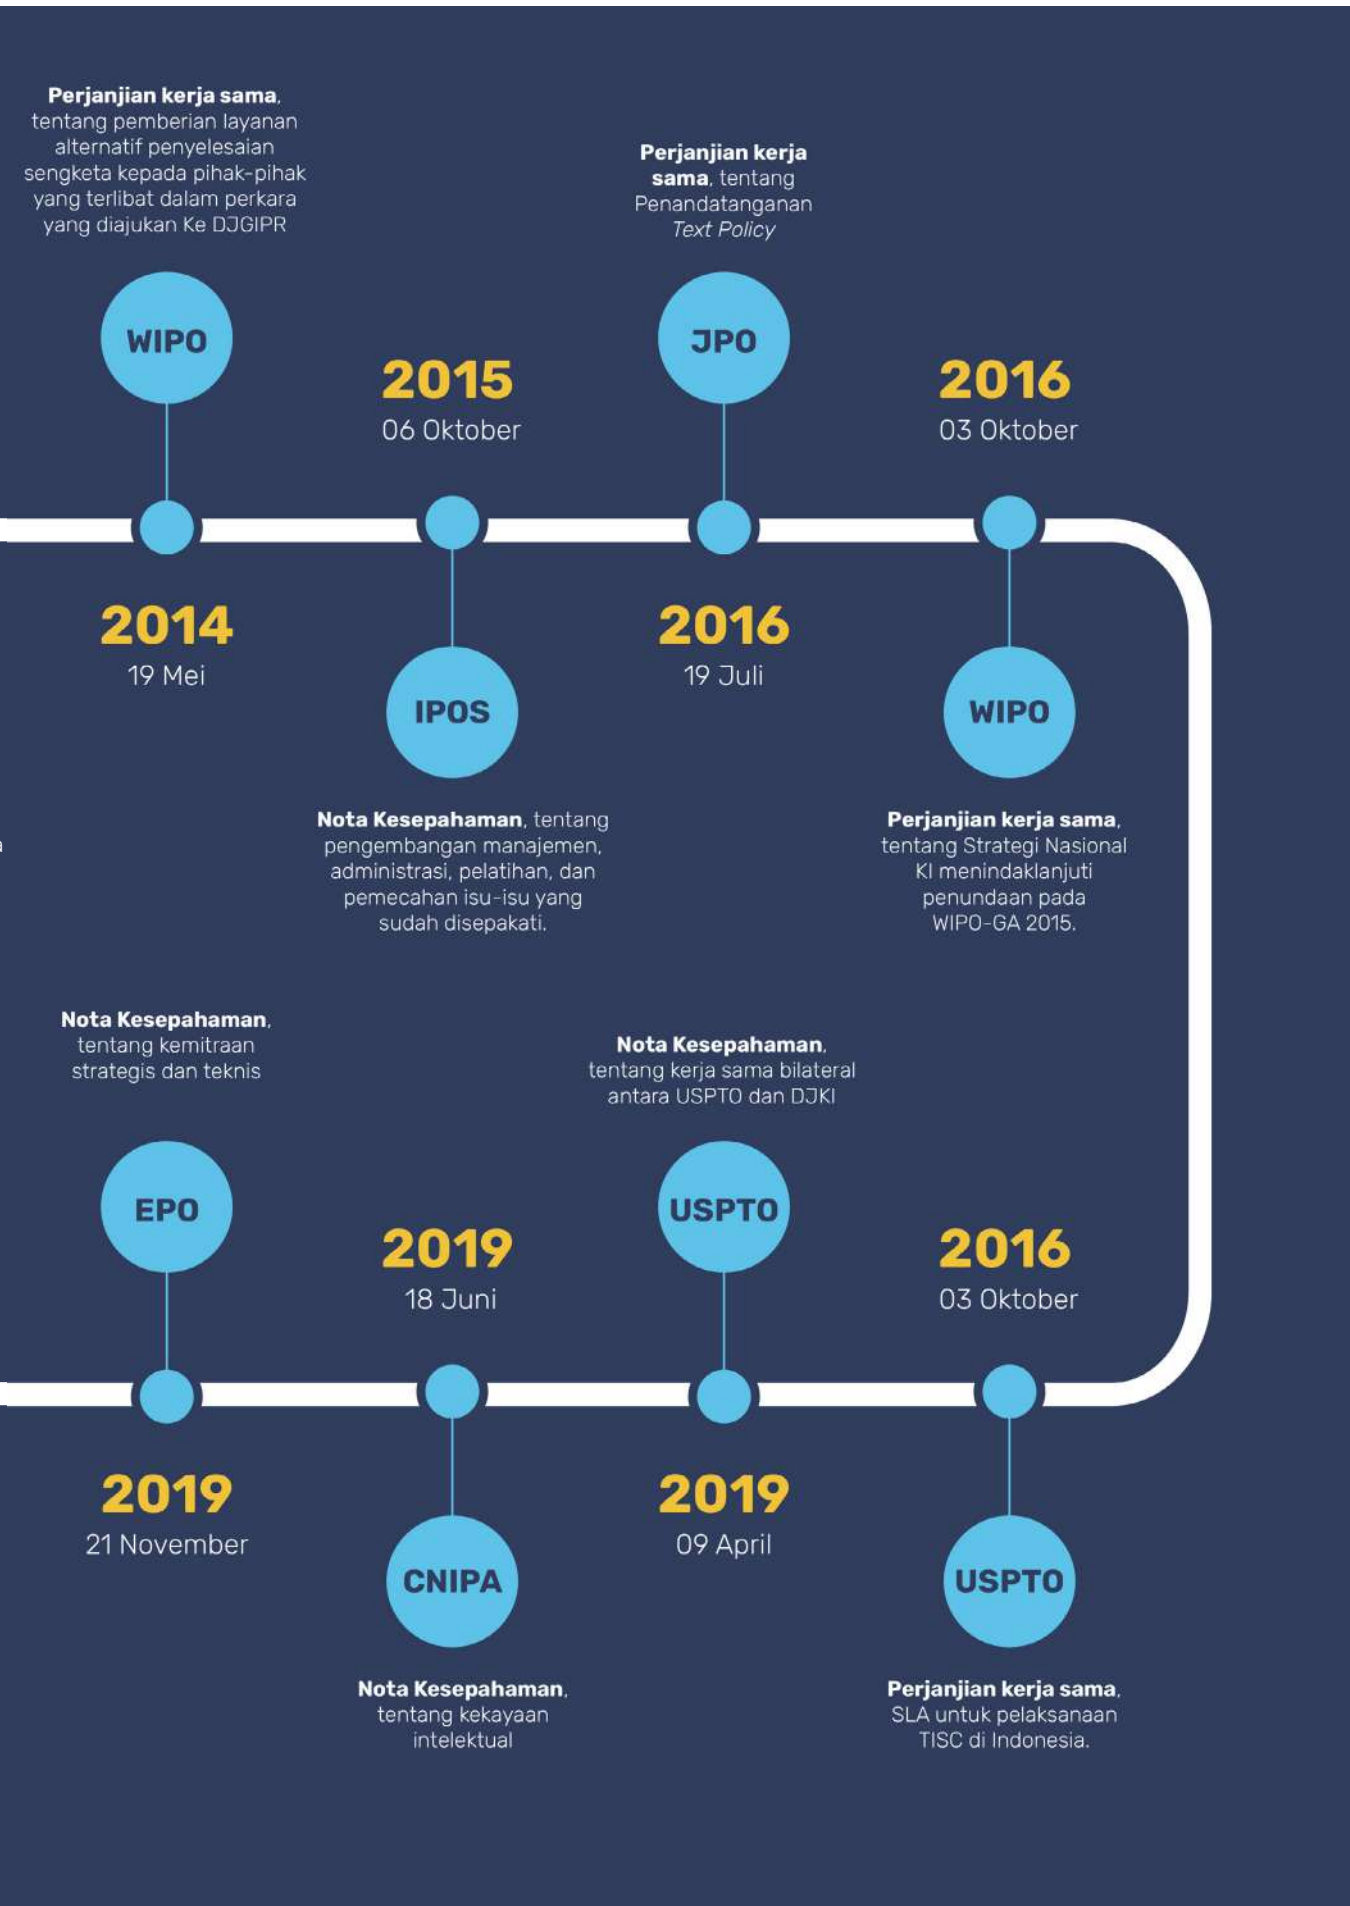 Perjanjian kerja sama,
tentang pemberian layanan
alternatif penyelesaian
sengketa kepada pihak-pihak
yang terlibat dalam perkara
yang diajukan Ke DJGIPR
WIPO
2014
19 Mei
2015
06 Oktober
IPOS
Nota Kesepahaman, tentang
pengembangan manajemen,
administrasi, pelatihan, dan
pemecahan isu-isu yang
sudah disepakati.
Perjanjian kerja
sama, tentang
Penandatanganan
Text Policy
JPO
2016
19 Juli
2016
03 Oktober
WIPO
Perjanjian kerja sama,
tentang Strategi Nasional
KI menindaklanjuti
penundaan pada
WIPO-GA 2015.
Nota Kesepahaman,
tentang kemitraan
strategis dan teknis
EPO
2019
21 November
2019
18 Juni
CNIPA
Nota Kesepahaman,
tentang kekayaan
intelektual
Nota Kesepahaman,
tentang kerja sama bilateral
antara USPTO dan DJKI
USPTO
2019
09 April
2016
03 Oktober
USPTO
Perjanjian kerja sama,
SLA untuk pelaksanaan
TISC di Indonesia.